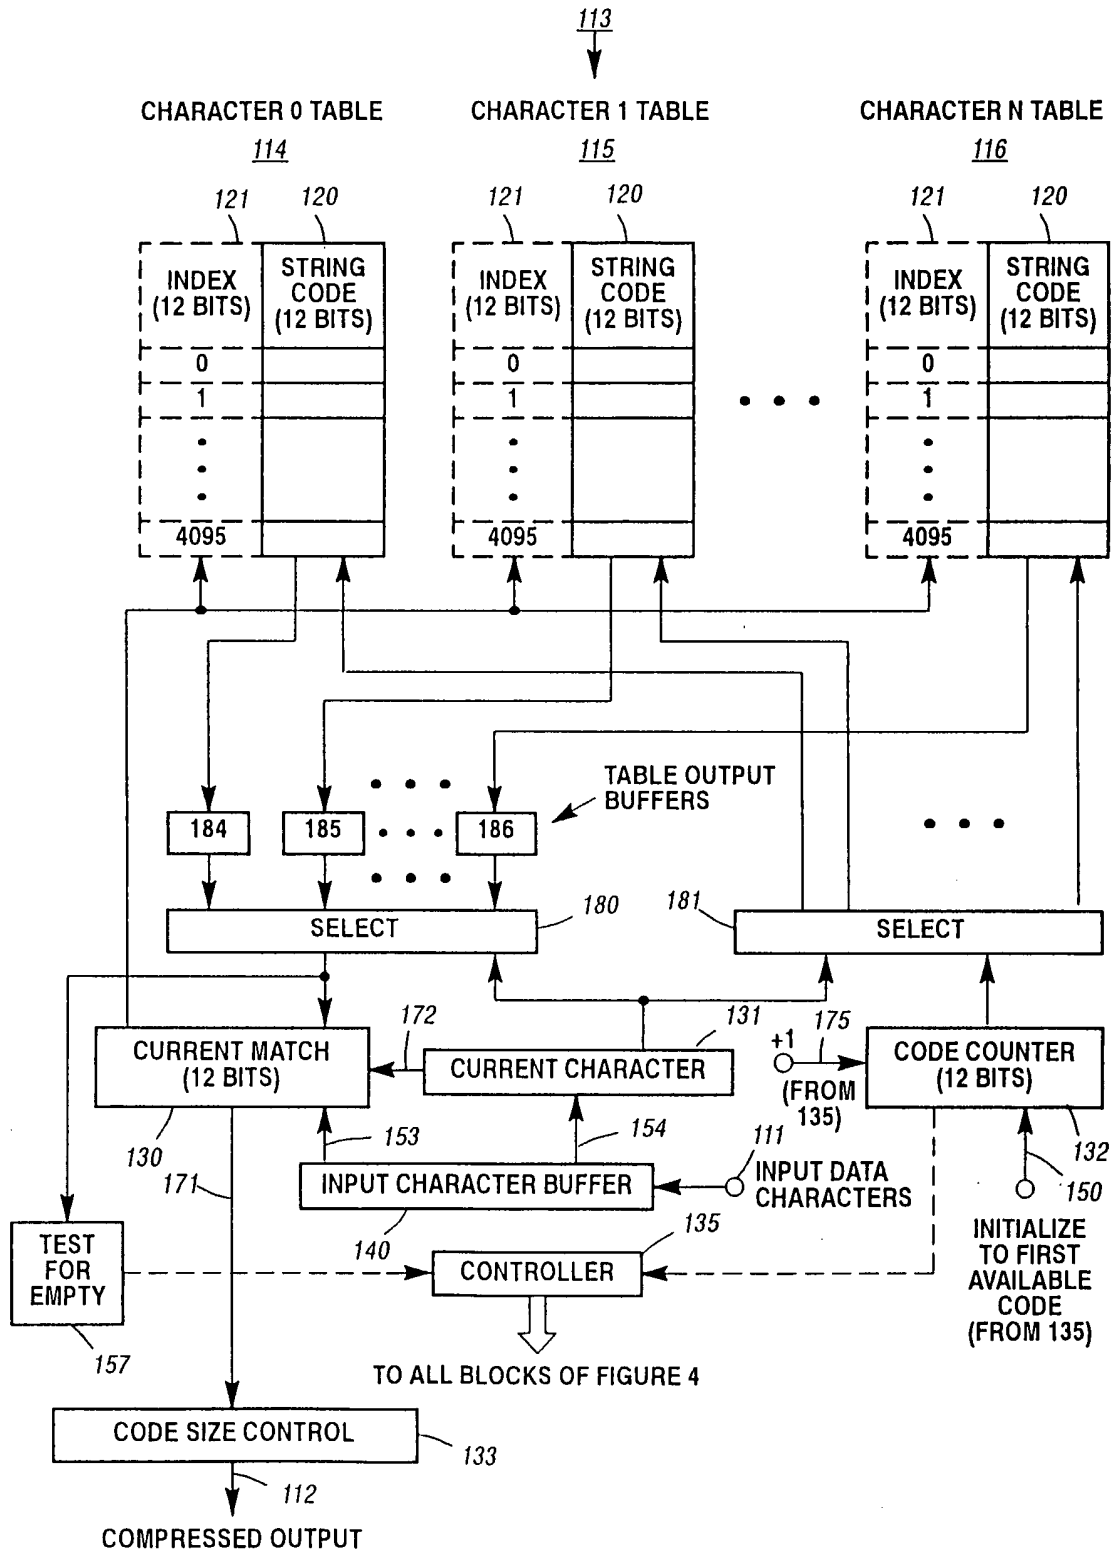 113
CHARACTER 0 TABLE
114
CHARACTER 1 TABLE
115
CHARACTER N TABLE
116
121
120
121
120
121
120
INDEX
(12 BITS)
STRING
CODE
(12 BITS)
INDEX
(12 BITS)
STRING
CODE
(12 BITS)
INDEX
(12 BITS)
STRING
CODE
(12 BITS)
0
0
0
1
1
1
4095
4095
4095
TABLE OUTPUT
BUFFERS
184
185
186
SELECT
180
181
SELECT
172
131
+1
175
CURRENT MATCH
(12 BITS)
CURRENT CHARACTER
(FROM
135)
CODE COUNTER
(12 BITS)
130
153
154
111
132
171
INPUT CHARACTER BUFFER
INPUT DATA
CHARACTERS
150
140
135
TEST
FOR
EMPTY
CONTROLLER
INITIALIZE
TO FIRST
AVAILABLE
CODE
(FROM 135)
157
TO ALL BLOCKS OF FIGURE 4
CODE SIZE CONTROL
133
112
COMPRESSED OUTPUT